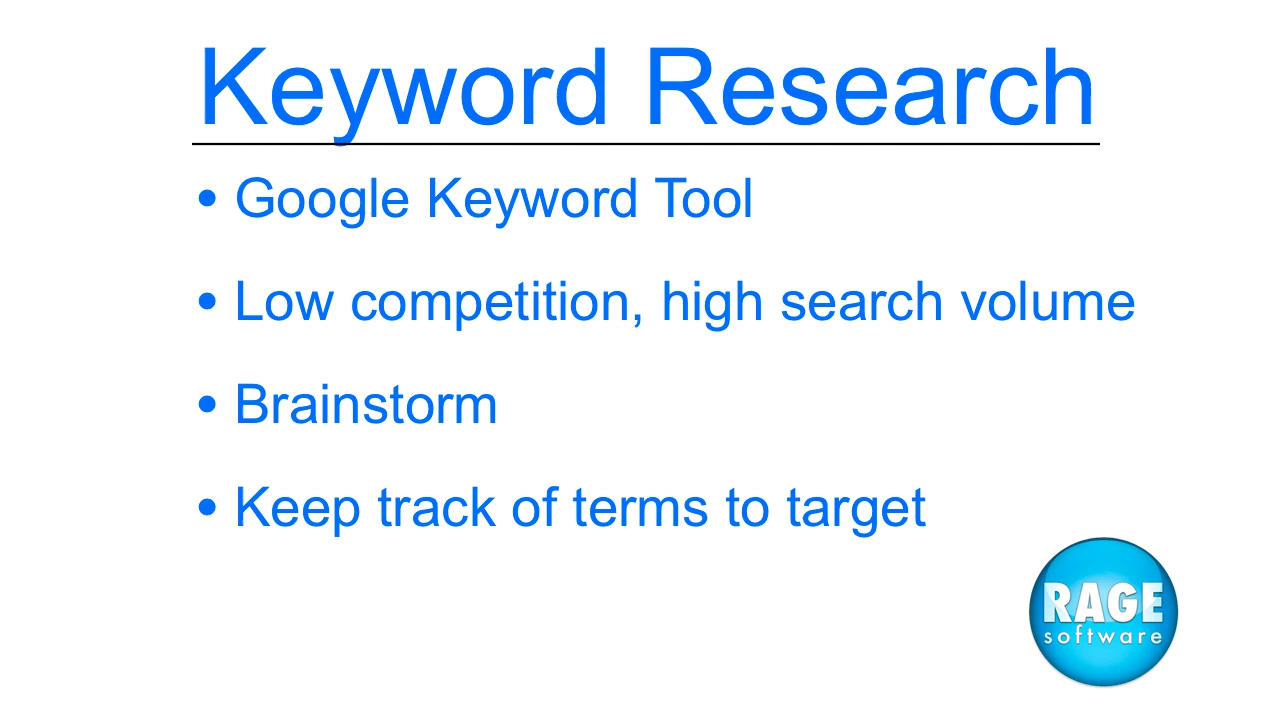 Keyword Research
• Google Keyword Tool
• Low competition, high search volume
• Brainstorm
• Keep track of terms to target
RAGE
software